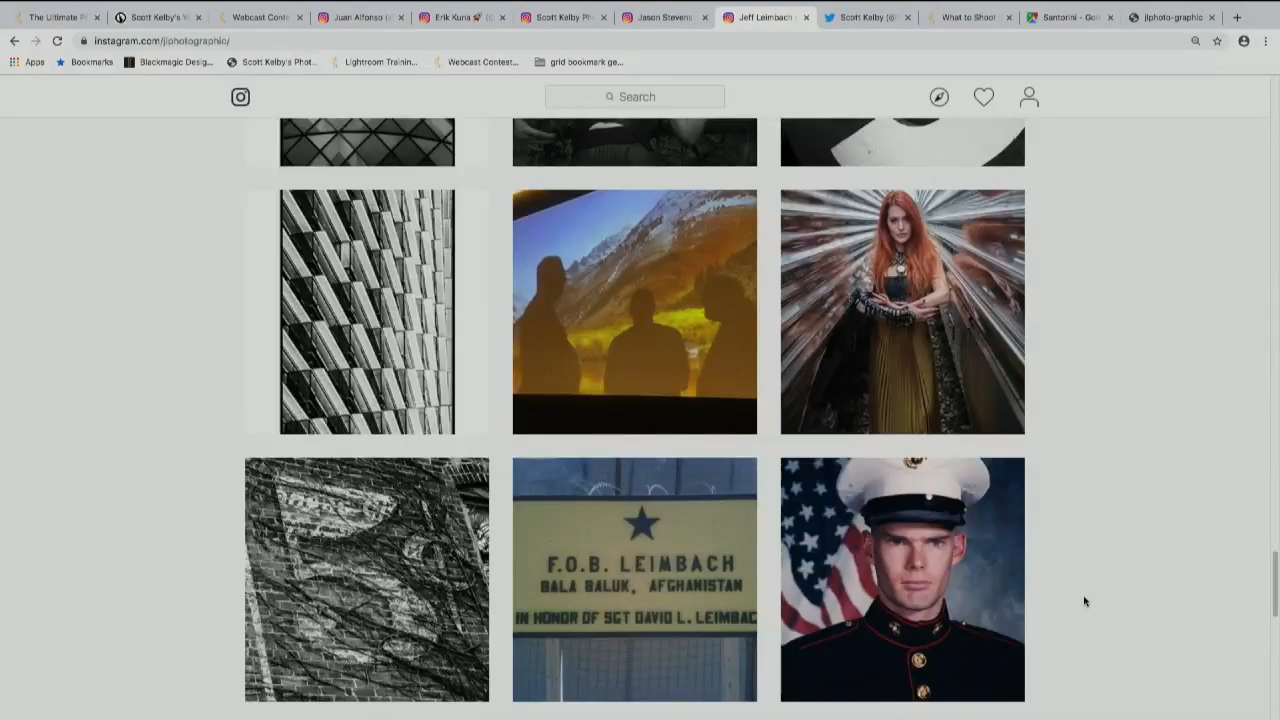 The Ultimate P
Scott Kelby's
Webcast Conte
Juan Alfonso (
Erik Kuna 🚀 (
Scott Kelby Ph
Jason Stevens
Jeff Leimbach
Scott Kelby (@
What to Shoot
Santorini - Goo
jlphoto-graphic
instagram.com/jlphotographic/
Apps
Bookmarks
Blackmagic Desig...
Scott Kelby's Phot...
Lightroom Trainin...
Webcast Contest...
grid bookmark ge...
Search
F.O.B. LEIMBACH
BALA BALUK, AFGHANISTAN
IN HONOR OF SGT DAVID L. LEIMBAC